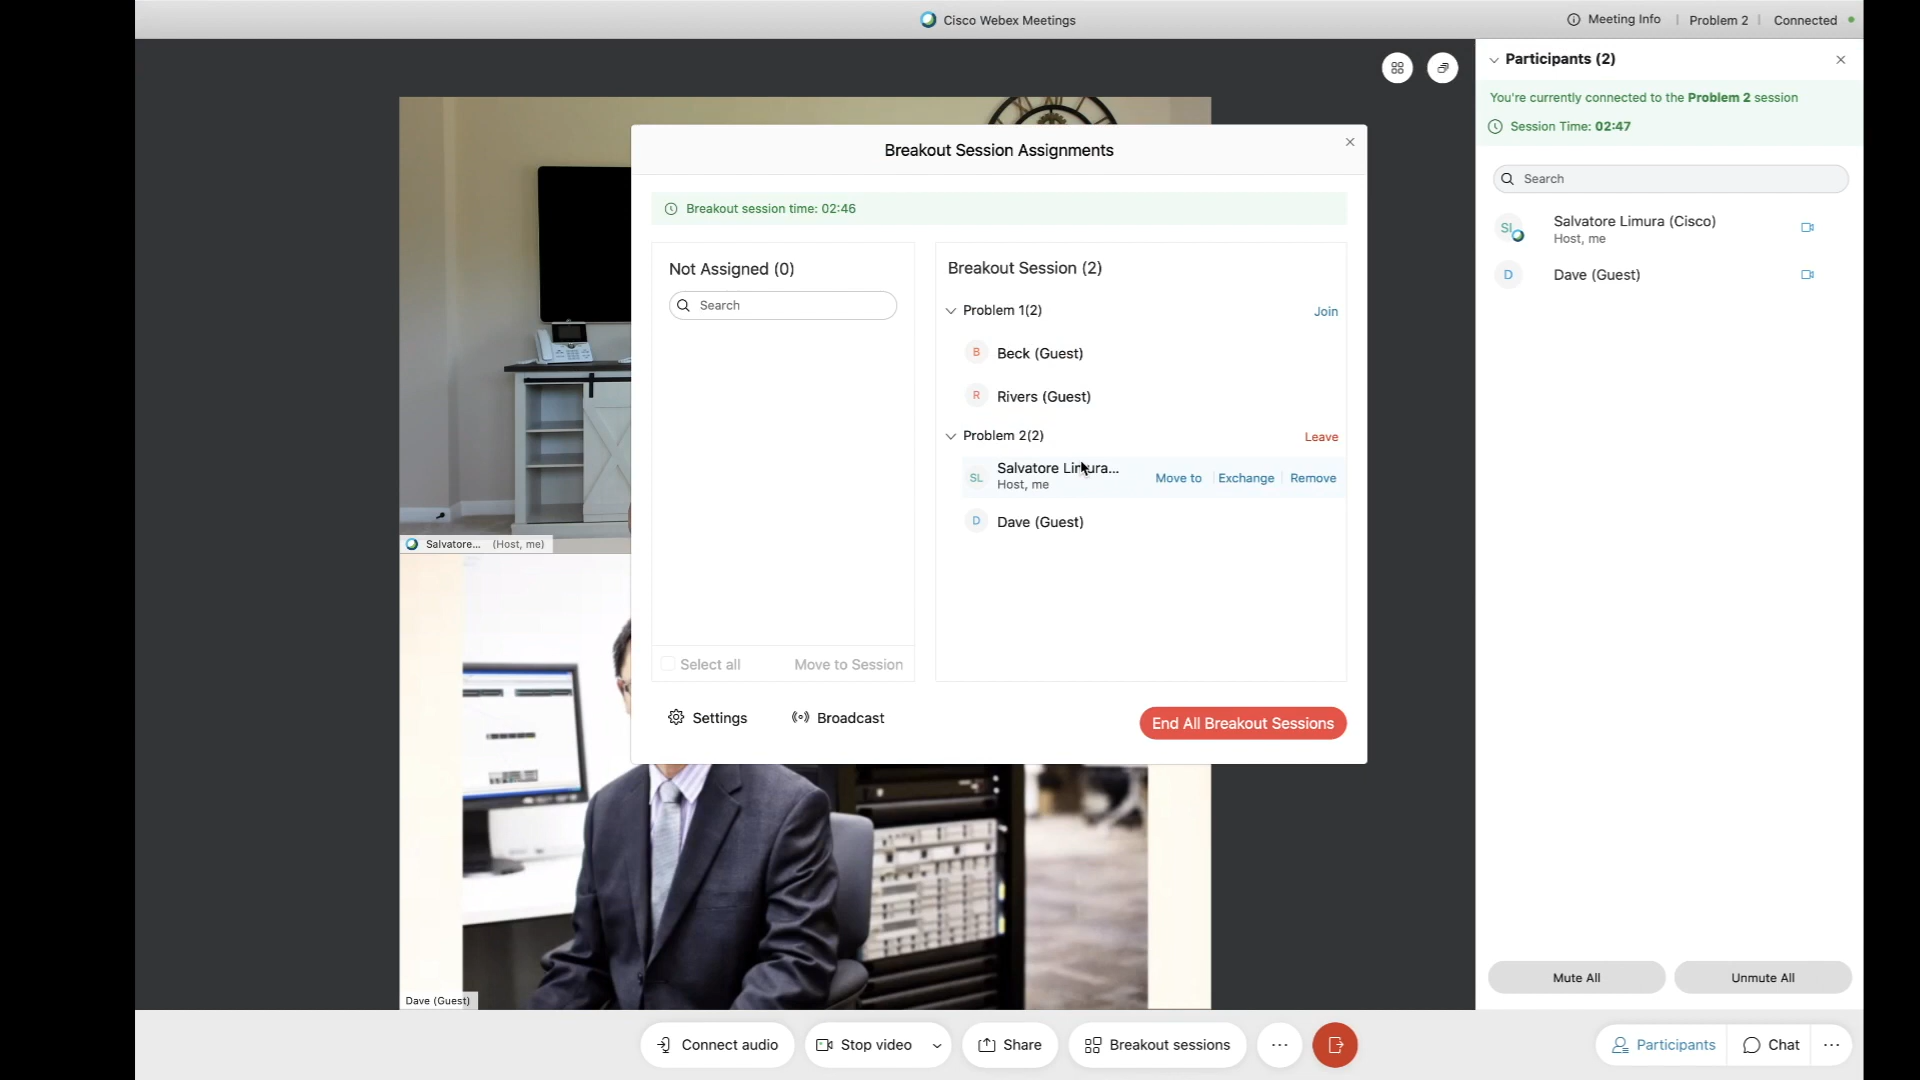 Cisco Webex Meetings
Meeting Info
Problem 2
Connected
Participants (2)
You're currently connected to the Problem 2 session
Session Time: 02:47
Search
SL
Salvatore Limura (Cisco)
Host, me
D
Dave (Guest)
Breakout Session Assignments
Breakout session time: 02:46
Not Assigned (0)
Search
Select all
Move to Session
Breakout Session (2)
Problem 1(2)
Join
B
Beck (Guest)
R
Rivers (Guest)
Problem 2(2)
Leave
SL
Salvatore Limura...
Host, me
Move to
Exchange
Remove
D
Dave (Guest)
Settings
Broadcast
End All Breakout Sessions
Salvatore... (Host, me)
Dave (Guest)
Mute All
Unmute All
Connect audio
Stop video
Share
Breakout sessions
Participants
Chat